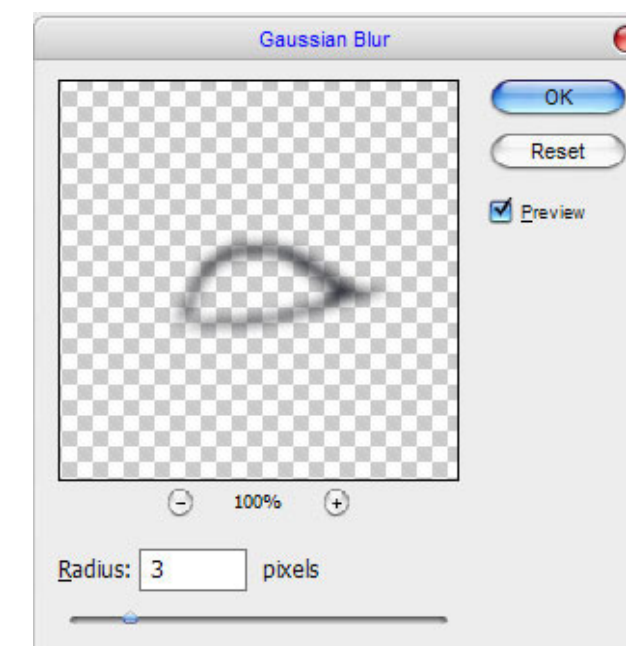 Gaussian Blur
OK
Reset
Preview
100%
Radius: 3 pixels